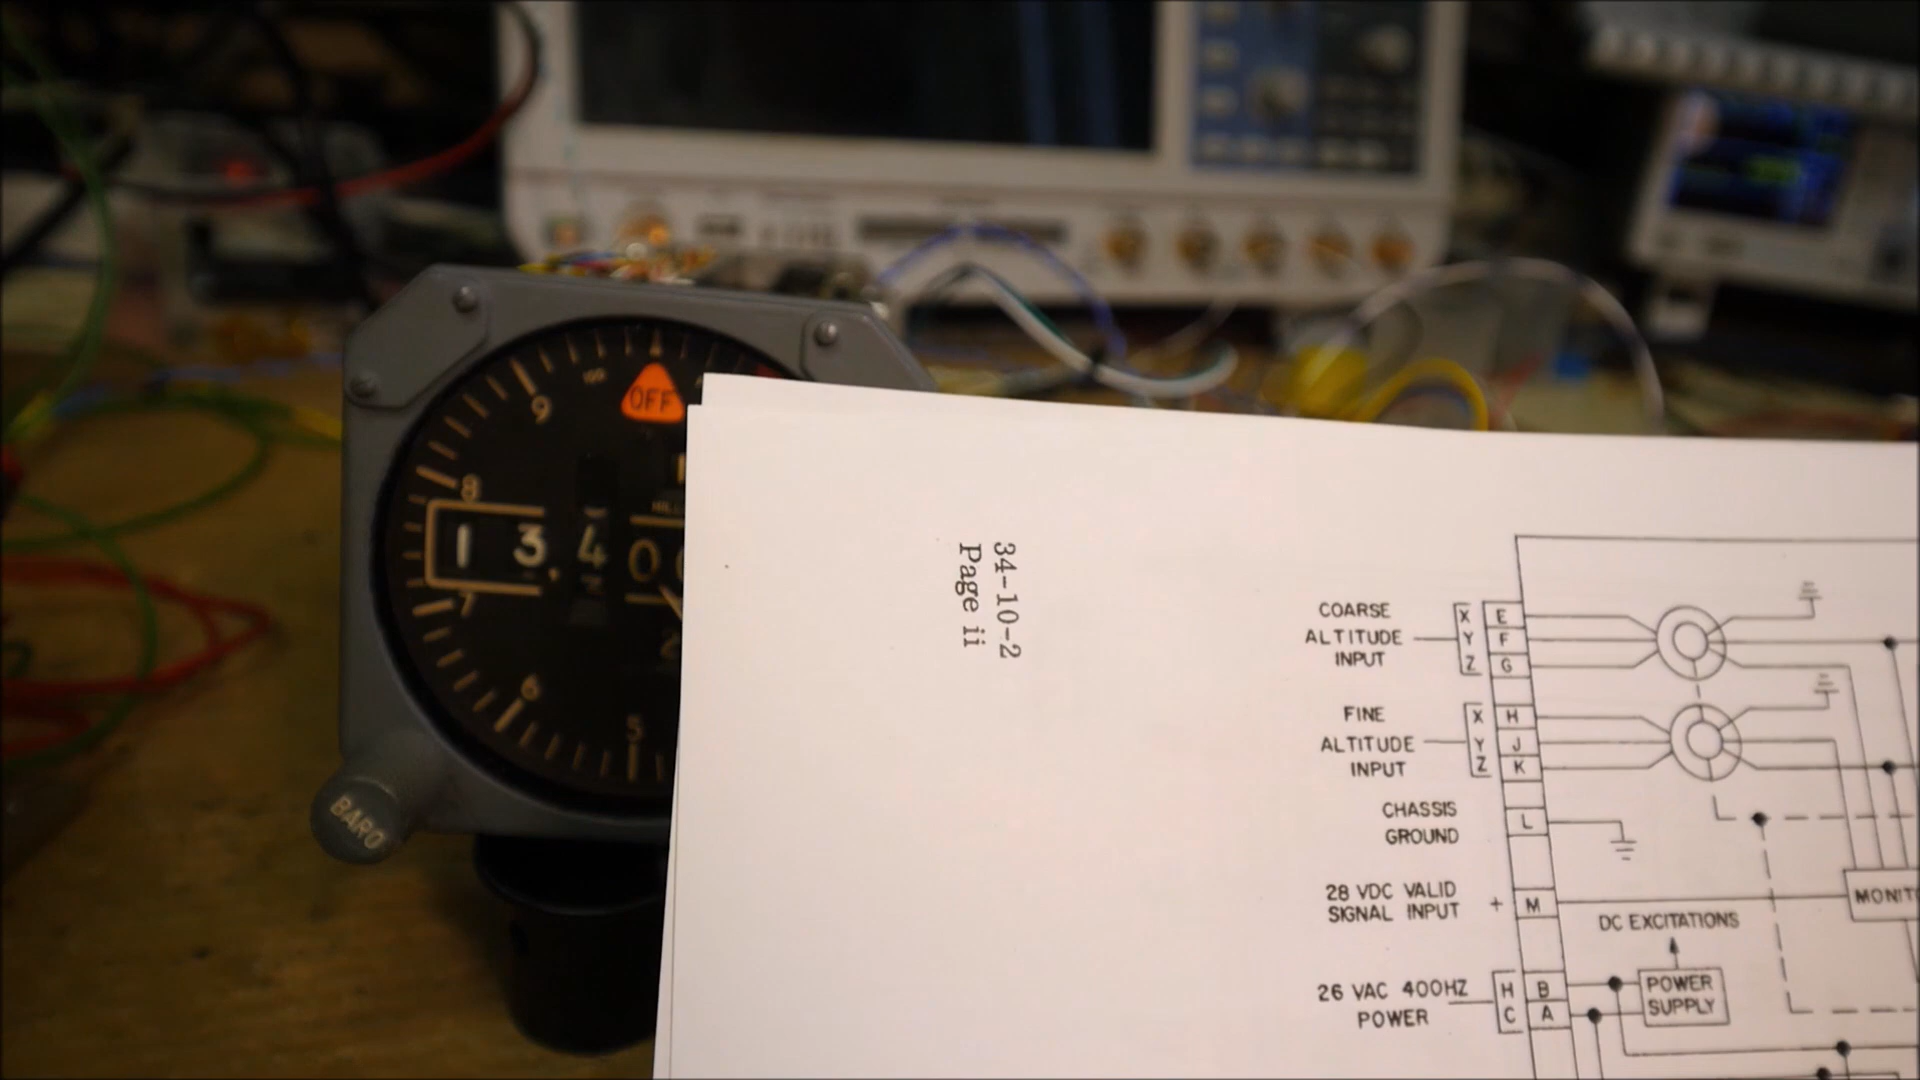 100
OFF
9
8
1 3, 4 0
7
6
5
BARO
34-10-2
Page ii
COARSE
ALTITUDE
INPUT
X E
Y F
Z G
FINE
ALTITUDE
INPUT
X H
Y J
Z K
CHASSIS
GROUND
L
28 VDC VALID
SIGNAL INPUT
+ M
DC EXCITATIONS
26 VAC 400HZ
POWER
H B
C A
POWER
SUPPLY